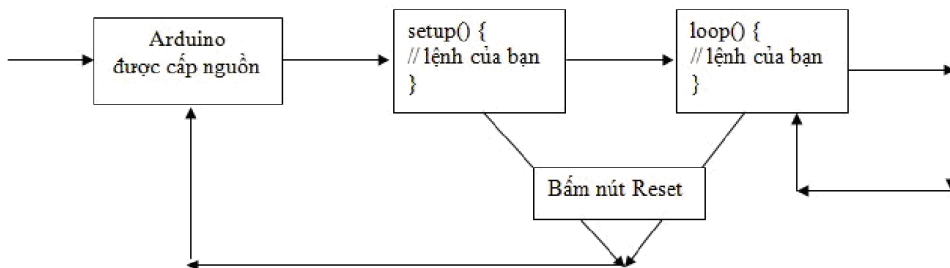 Arduino
được cấp nguồn
setup() {
// lệnh của bạn
}
loop() {
// lệnh của bạn
}
Bấm nút Reset